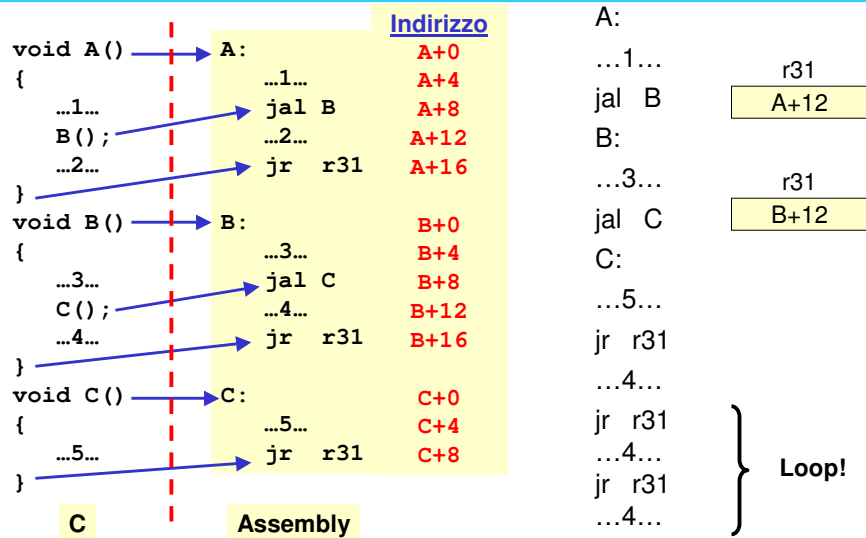 Indirizzo
void A()
{
…1…
B();
…2…
}
void B()
{
…3…
C();
…4…
}
void C()
{
…5…
}
C
A:
…1…
jal B
…2…
jr r31
B:
…3…
jal C
…4…
jr r31
C:
…5…
jr r31
Assembly
A+0
A+4
A+8
A+12
A+16
B+0
B+4
B+8
B+12
B+16
C+0
C+4
C+8
A:
…1…
jal B
B:
…3…
jal C
C:
…5…
jr r31
…4…
jr r31
…4…
jr r31
…4…
r31
A+12
r31
B+12
Loop!